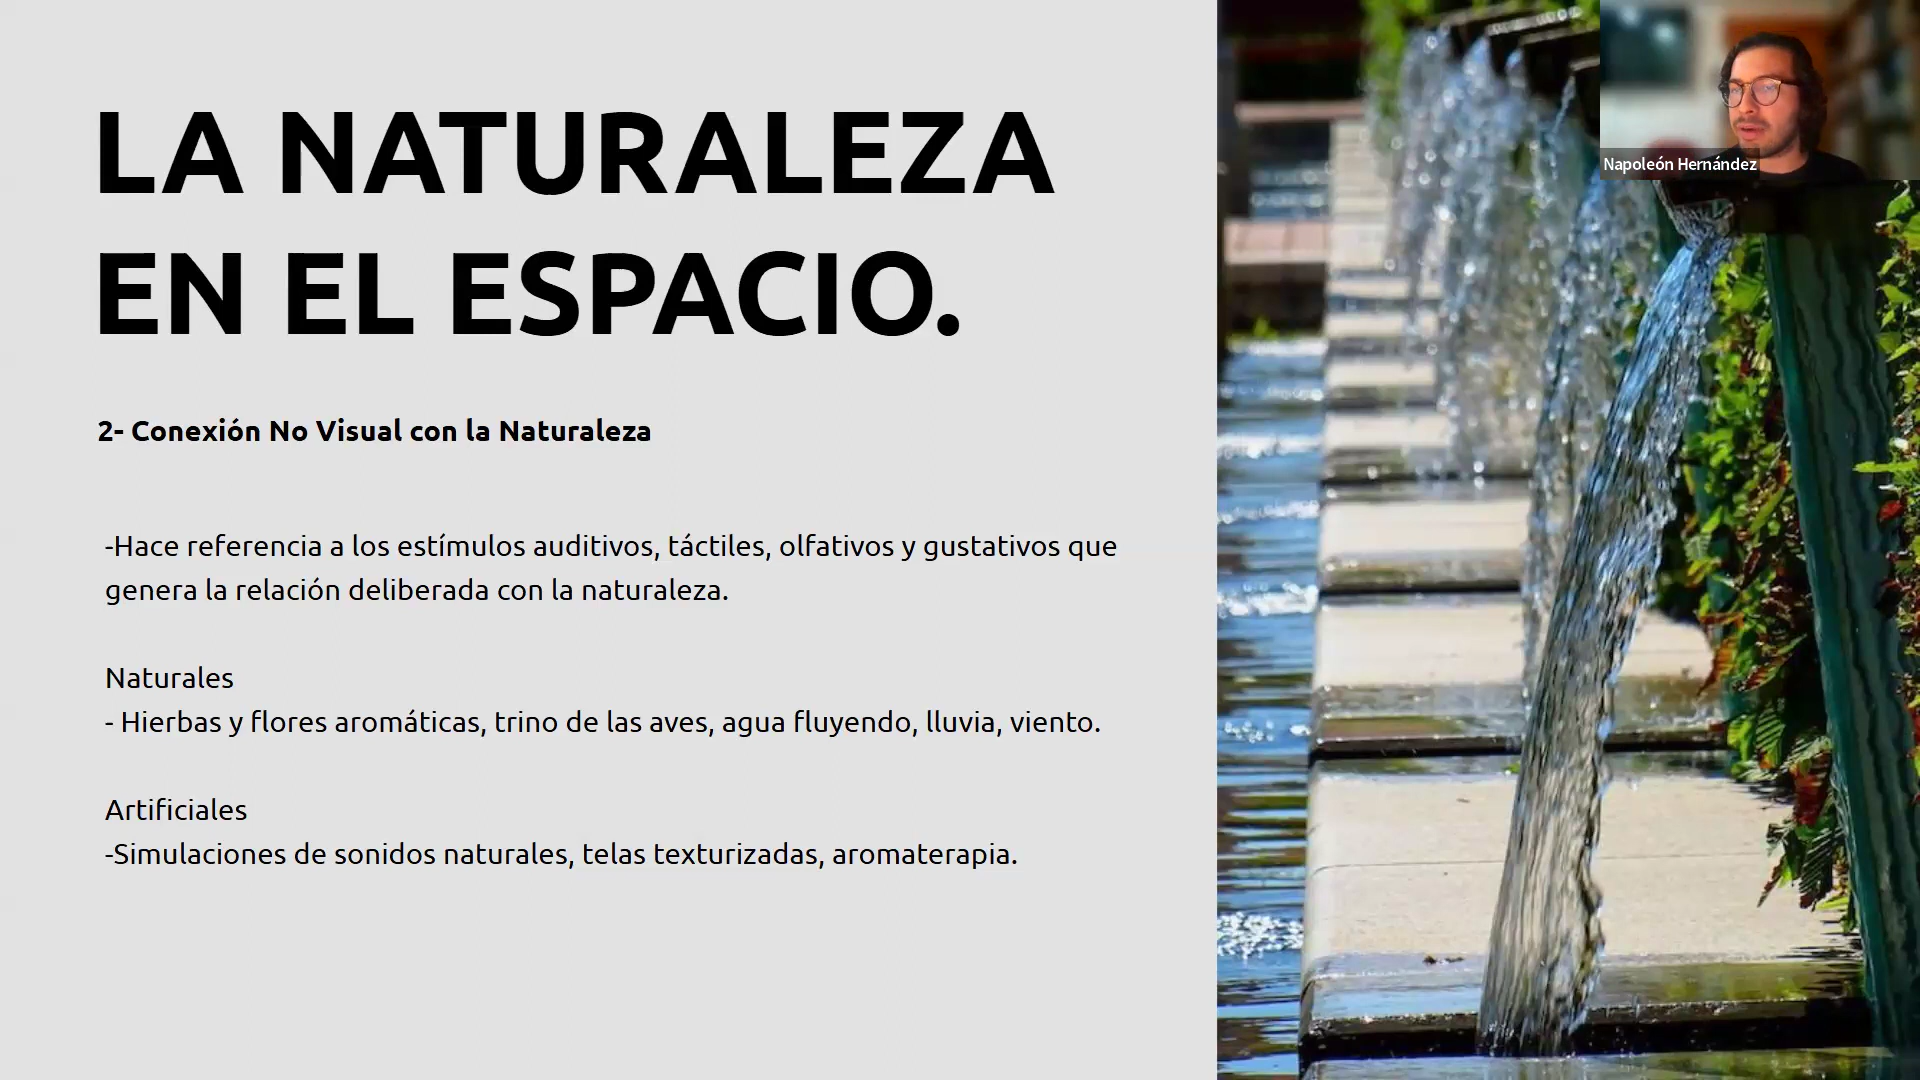 LA NATURALEZA
EN EL ESPACIO.
2- Conexión No Visual con la Naturaleza
-Hace referencia a los estímulos auditivos, táctiles, olfativos y gustativos que
genera la relación deliberada con la naturaleza.
Naturales
- Hierbas y flores aromáticas, trino de las aves, agua fluyendo, lluvia, viento.
Artificiales
-Simulaciones de sonidos naturales, telas texturizadas, aromaterapia.
Napoleón Hernández